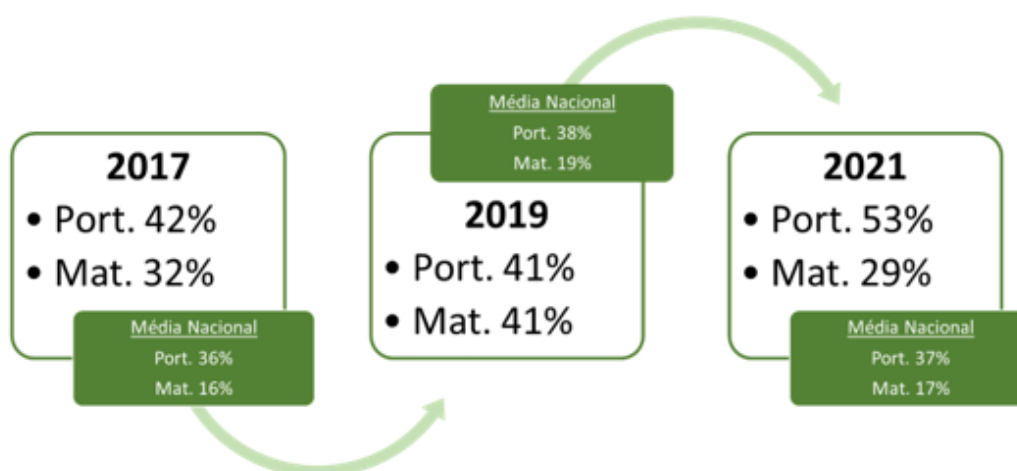 2017
• Port. 42%
• Mat. 32%
Média Nacional
Port. 36%
Mat. 16%
Média Nacional
Port. 38%
Mat. 19%
2019
• Port. 41%
• Mat. 41%
2021
• Port. 53%
• Mat. 29%
Média Nacional
Port. 37%
Mat. 17%